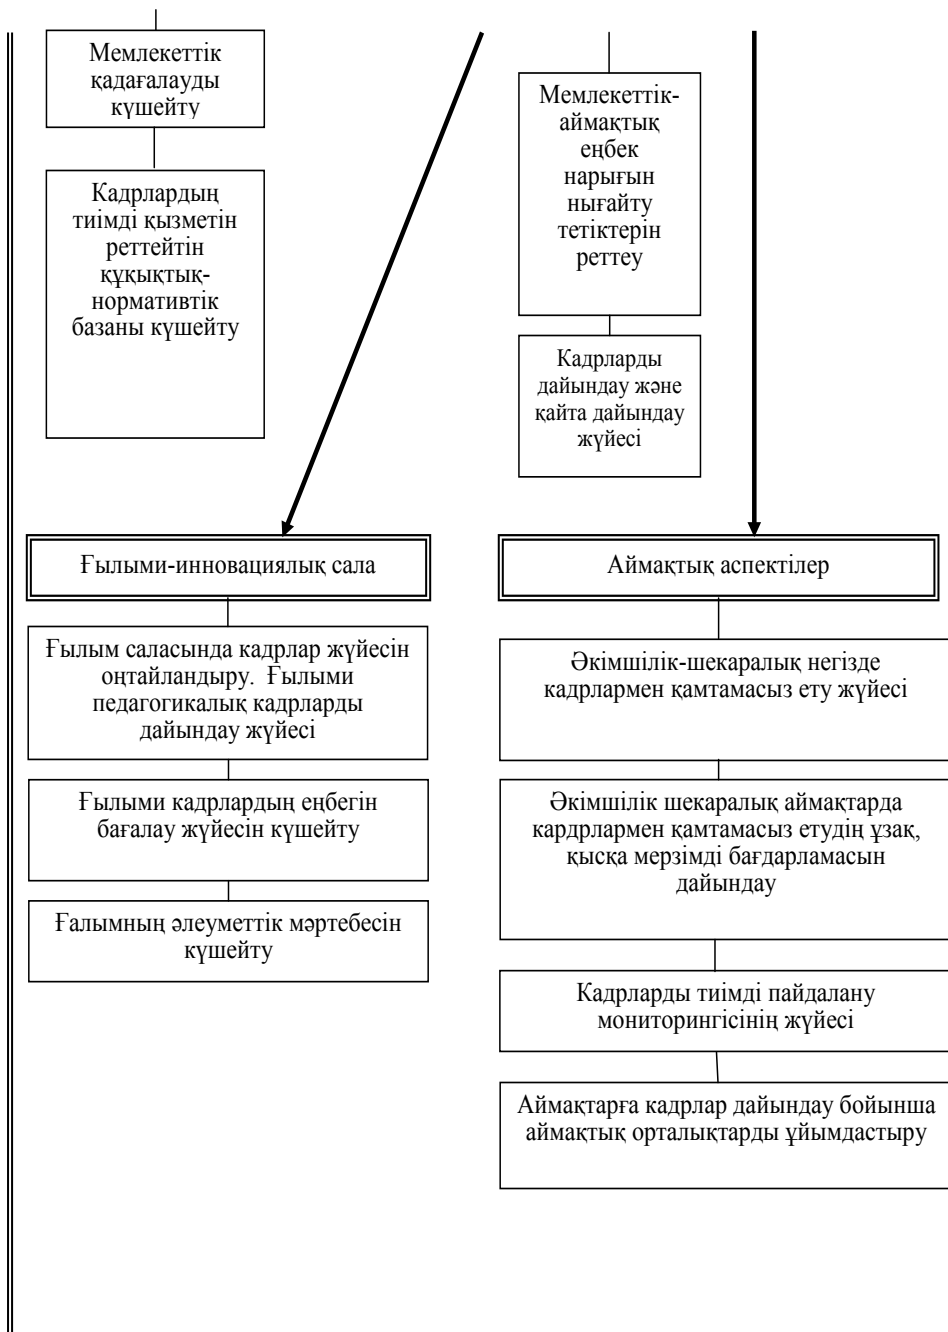 Мемлекеттік
қадағалауды
күшейту
Кадрлардың
тиімді қызметін
реттейтін
құқықтық-
нормативтік
базаны күшейту
Мемлекеттік-
аймақтық
еңбек
нарығын
нығайту
тетіктерін
реттеу
Кадрларды
дайындау және
қайта дайындау
жүйесі
Ғылыми-инновациялық сала
Ғылым саласында кадрлар жүйесін
оңтайландыру. Ғылыми
педагогикалық кадрларды
дайындау жүйесі
Ғылыми кадрлардың еңбегін
бағалау жүйесін күшейту
Ғалымның әлеуметтік мәртебесін
күшейту
Аймақтық аспектілер
Әкімшілік-шекаралық негізде
кадрлармен қамтамасыз ету жүйесі
Әкімшілік шекаралық аймақтарда
кардрлармен қамтамасыз етудің ұзақ,
қысқа мерзімді бағдарламасын
дайындау
Кадрларды тиімді пайдалану
мониторингісінің жүйесі
Аймақтарға кадрлар дайындау бойынша
аймақтық орталықтарды ұйымдастыру